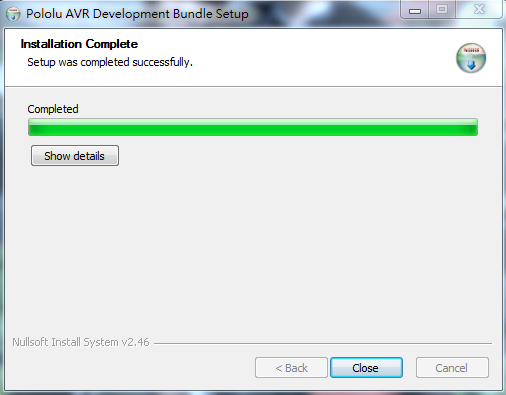 Pololu AVR Development Bundle Setup
Installation Complete
Setup was completed successfully.
Completed
Show details
Nullsoft Install System v2.46
< Back
Close
Cancel